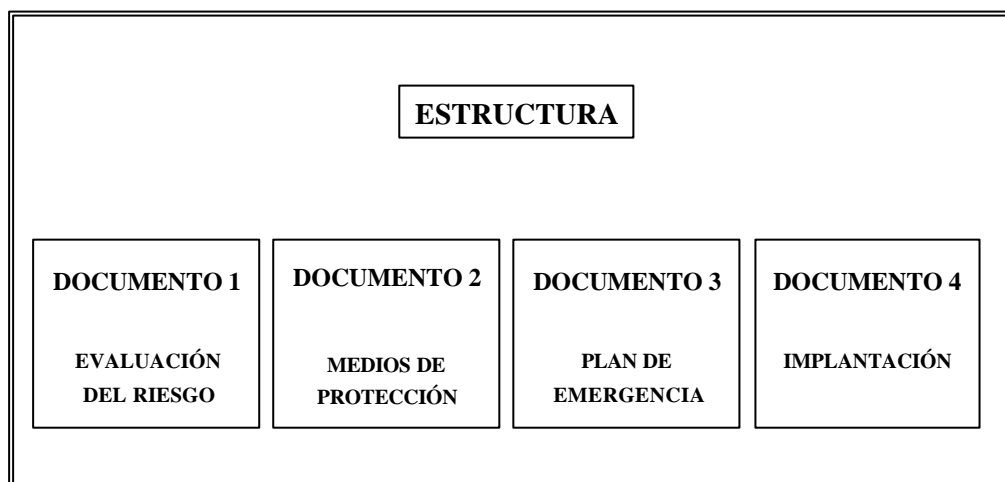 ESTRUCTURA
DOCUMENTO 1
EVALUACIÓN
DEL RIESGO
DOCUMENTO 2
MEDIOS DE
PROTECCIÓN
DOCUMENTO 3
PLAN DE
EMERGENCIA
DOCUMENTO 4
IMPLANTACIÓN